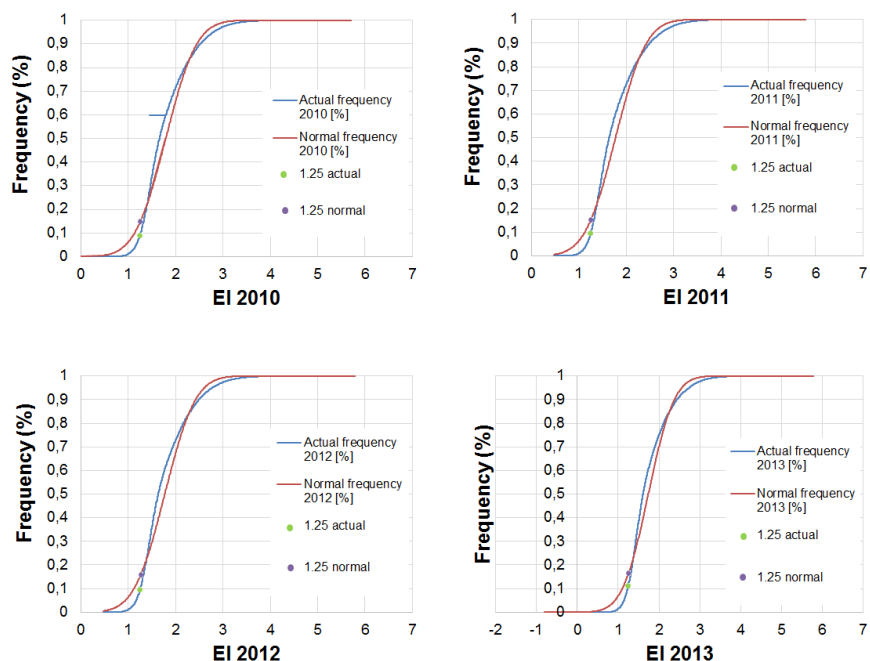 1
0,9
0,8
0,7
0,6
0,5
0,4
0,3
0,2
0,1
0
Frequency (%)
Actual frequency
2010 [%]
Normal frequency
2010 [%]
1.25 actual
1.25 normal
0 1 2 3 4 5 6 7
EI 2010
1
0,9
0,8
0,7
0,6
0,5
0,4
0,3
0,2
0,1
0
Frequency (%)
Actual frequency
2011 [%]
Normal frequency
2011 [%]
1.25 actual
1.25 normal
0 1 2 3 4 5 6 7
EI 2011
1
0,9
0,8
0,7
0,6
0,5
0,4
0,3
0,2
0,1
0
Frequency (%)
Actual frequency
2012 [%]
Normal frequency
2012 [%]
1.25 actual
1.25 normal
0 1 2 3 4 5 6 7
EI 2012
1
0,9
0,8
0,7
0,6
0,5
0,4
0,3
0,2
0,1
0
Frequency (%)
Actual frequency
2013 [%]
Normal frequency
2013 [%]
1.25 actual
1.25 normal
-2 -1 0 1 2 3 4 5 6 7
EI 2013